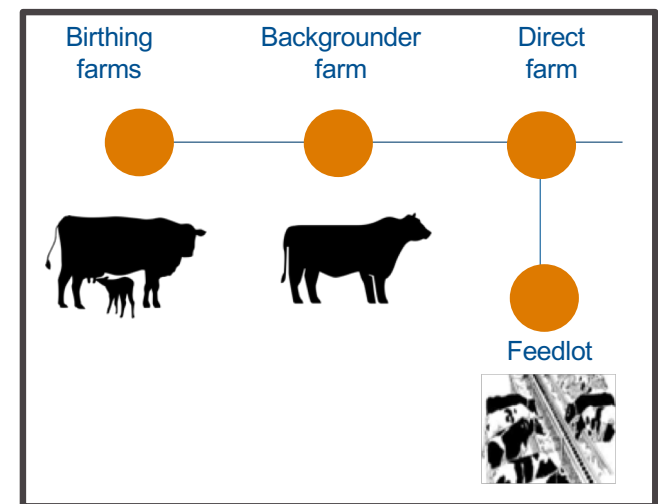 Birthing
farms
Backgrounder
farm
Direct
farm
Feedlot